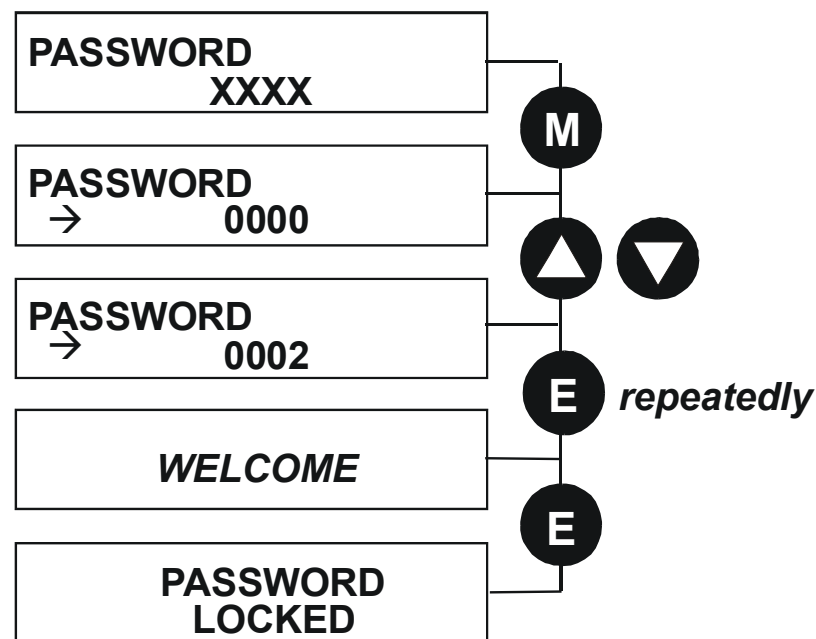 PASSWORD
XXXX
M
PASSWORD
→ 0000
PASSWORD
→ 0002
E repeatedly
WELCOME
E
PASSWORD
LOCKED